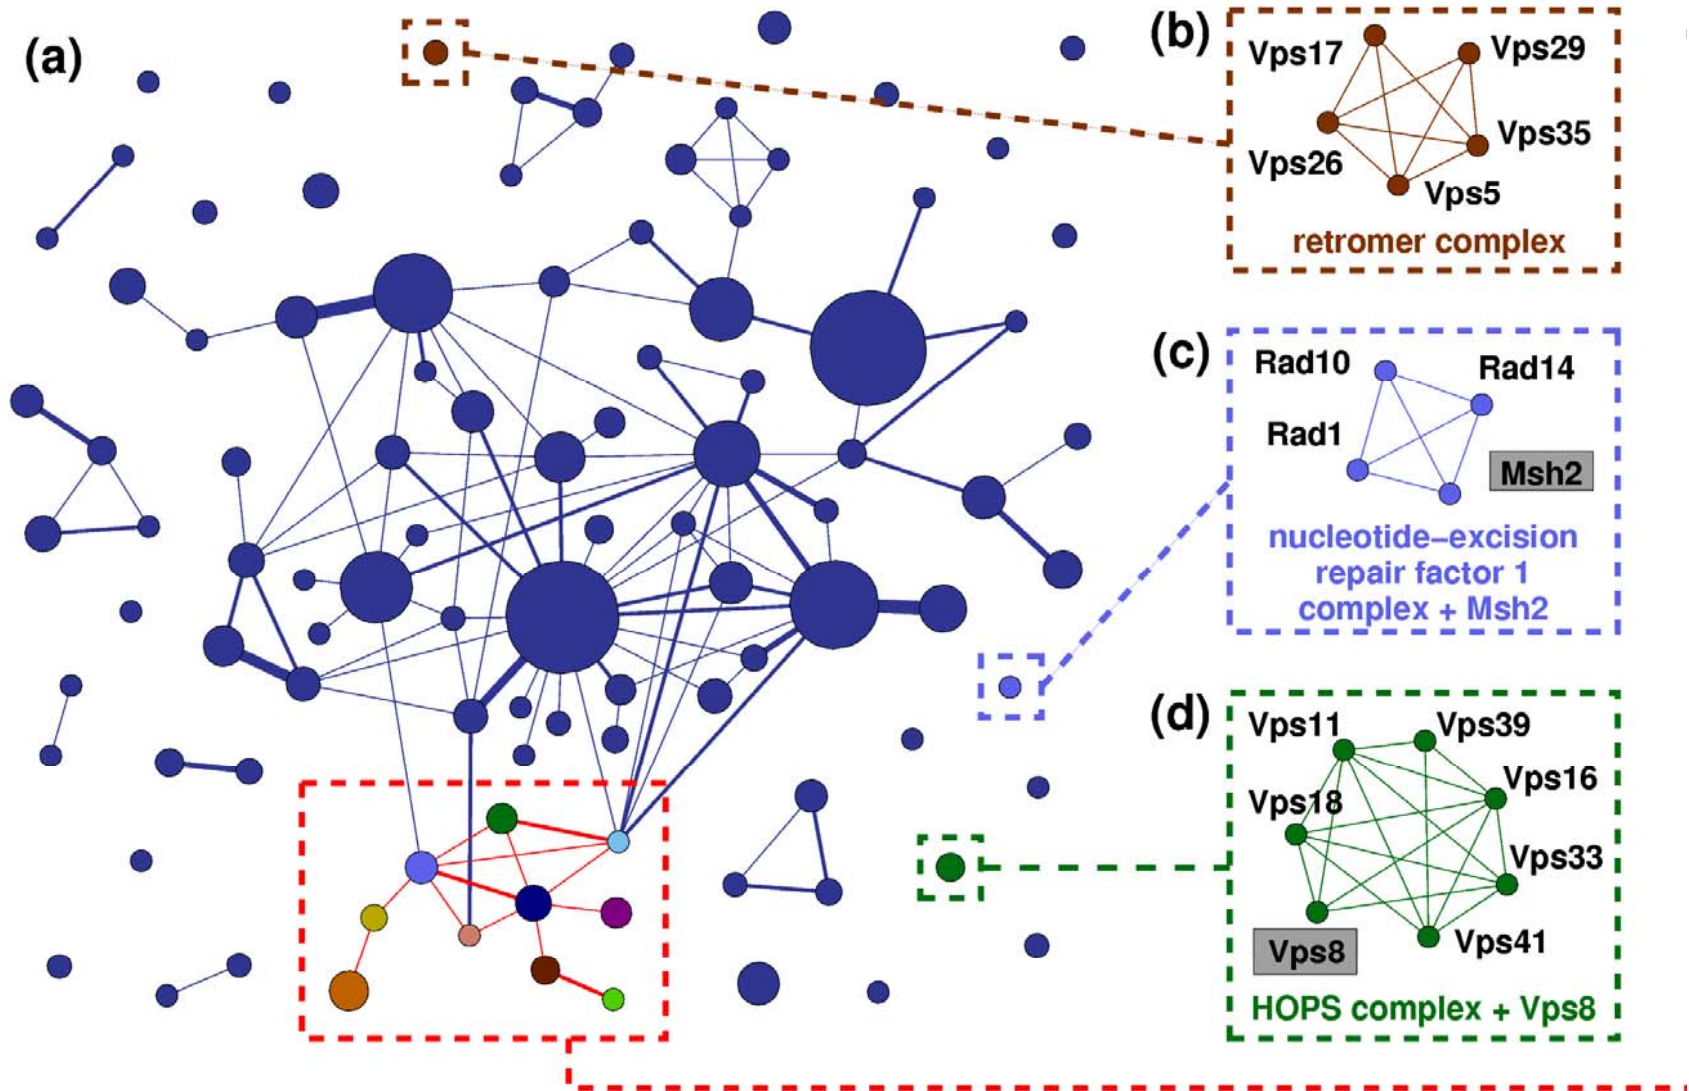 (a)
(b)
Vps17
Vps29
Vps35
Vps26
Vps5
retromer complex
(c)
Rad10
Rad14
Rad1
Msh2
nucleotide–excision
repair factor 1
complex + Msh2
(d)
Vps11
Vps39
Vps16
Vps18
Vps33
Vps41
Vps8
HOPS complex + Vps8